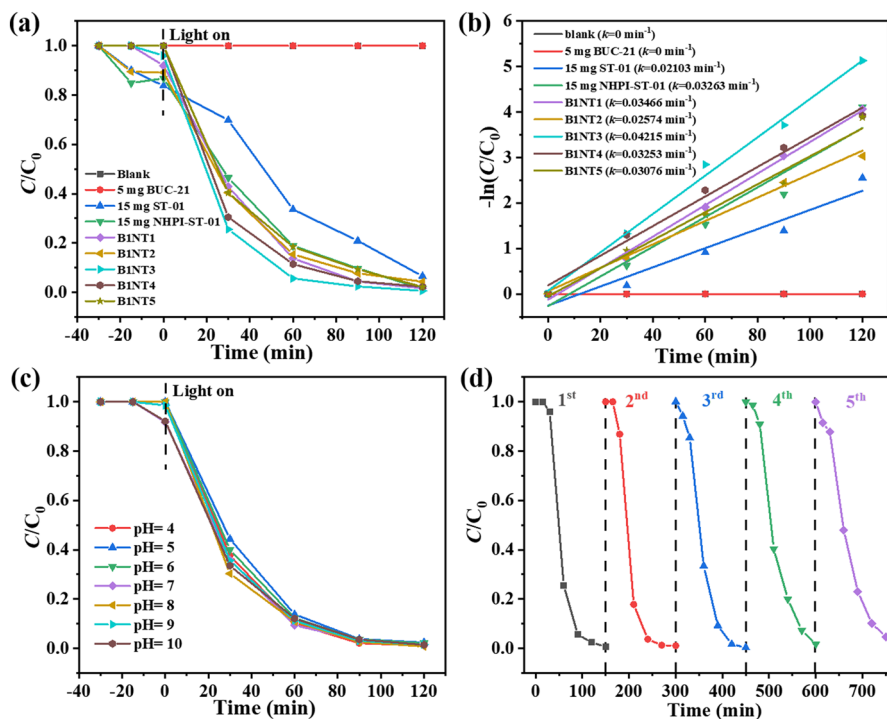 (a)
Light on
C/C₀
1.0
0.8
0.6
0.4
0.2
0.0
Blank
5 mg BUC-21
15 mg ST-01
15 mg NHPI-ST-01
B1NT1
B1NT2
B1NT3
B1NT4
B1NT5
-40 -20 0 20 40 60 80 100 120
Time (min)
(b)
-ln(C/C₀)
6
5
4
3
2
1
0
-1
blank (k=0 min⁻¹)
5 mg BUC-21 (k=0 min⁻¹)
15 mg ST-01 (k=0.02103 min⁻¹)
15 mg NHPI-ST-01 (k=0.03263 min⁻¹)
B1NT1 (k=0.03466 min⁻¹)
B1NT2 (k=0.02574 min⁻¹)
B1NT3 (k=0.04215 min⁻¹)
B1NT4 (k=0.03253 min⁻¹)
B1NT5 (k=0.03076 min⁻¹)
0 20 40 60 80 100 120
Time (min)
(c)
Light on
C/C₀
1.0
0.8
0.6
0.4
0.2
0.0
pH= 4
pH= 5
pH= 6
pH= 7
pH= 8
pH= 9
pH= 10
-40 -20 0 20 40 60 80 100 120
Time (min)
(d)
1st 2nd 3rd 4th 5th
C/C₀
1.0
0.8
0.6
0.4
0.2
0.0
0 100 200 300 400 500 600 700
Time (min)